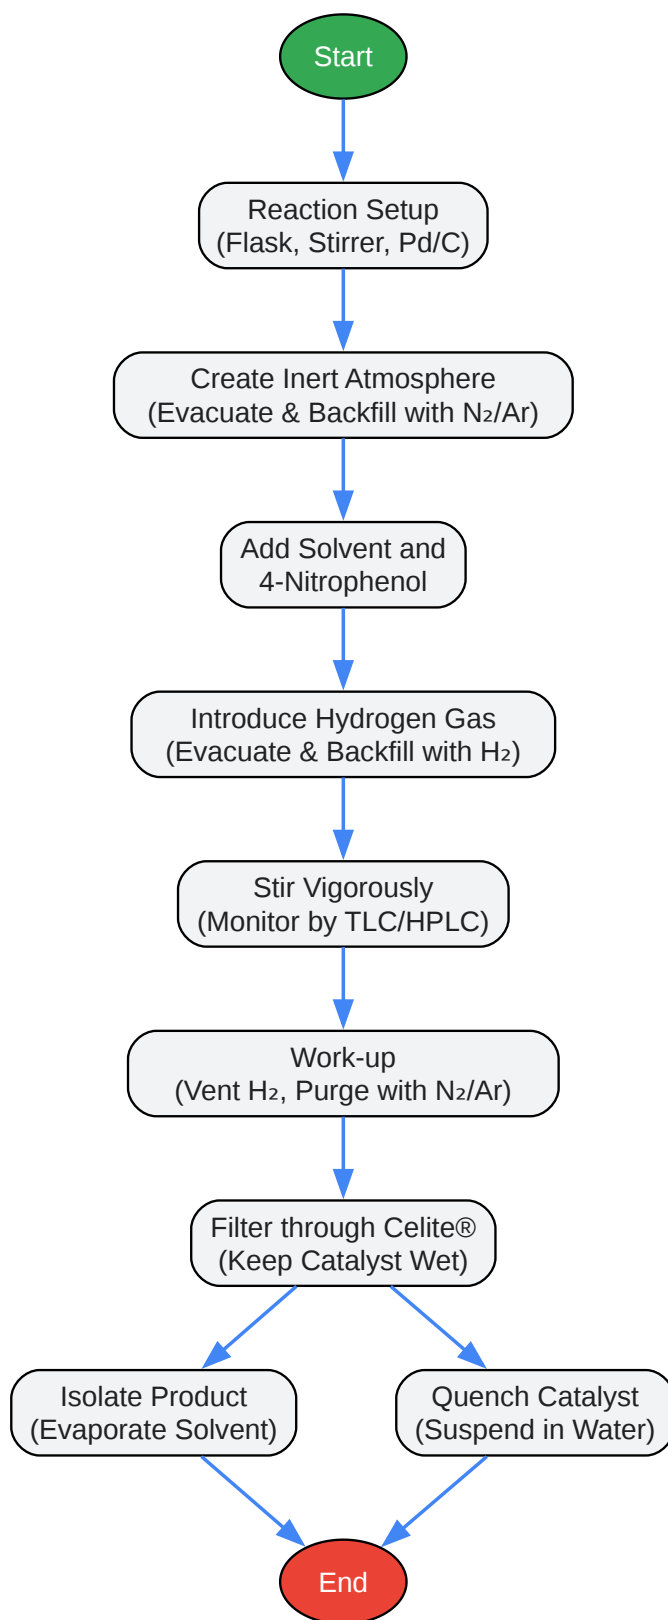 Start
Reaction Setup
(Flask, Stirrer, Pd/C)
Create Inert Atmosphere
(Evacuate & Backfill with N₂/Ar)
Add Solvent and
4-Nitrophenol
Introduce Hydrogen Gas
(Evacuate & Backfill with H₂)
Stir Vigorously
(Monitor by TLC/HPLC)
Work-up
(Vent H₂, Purge with N₂/Ar)
Filter through Celite®
(Keep Catalyst Wet)
Isolate Product
(Evaporate Solvent)
Quench Catalyst
(Suspend in Water)
End